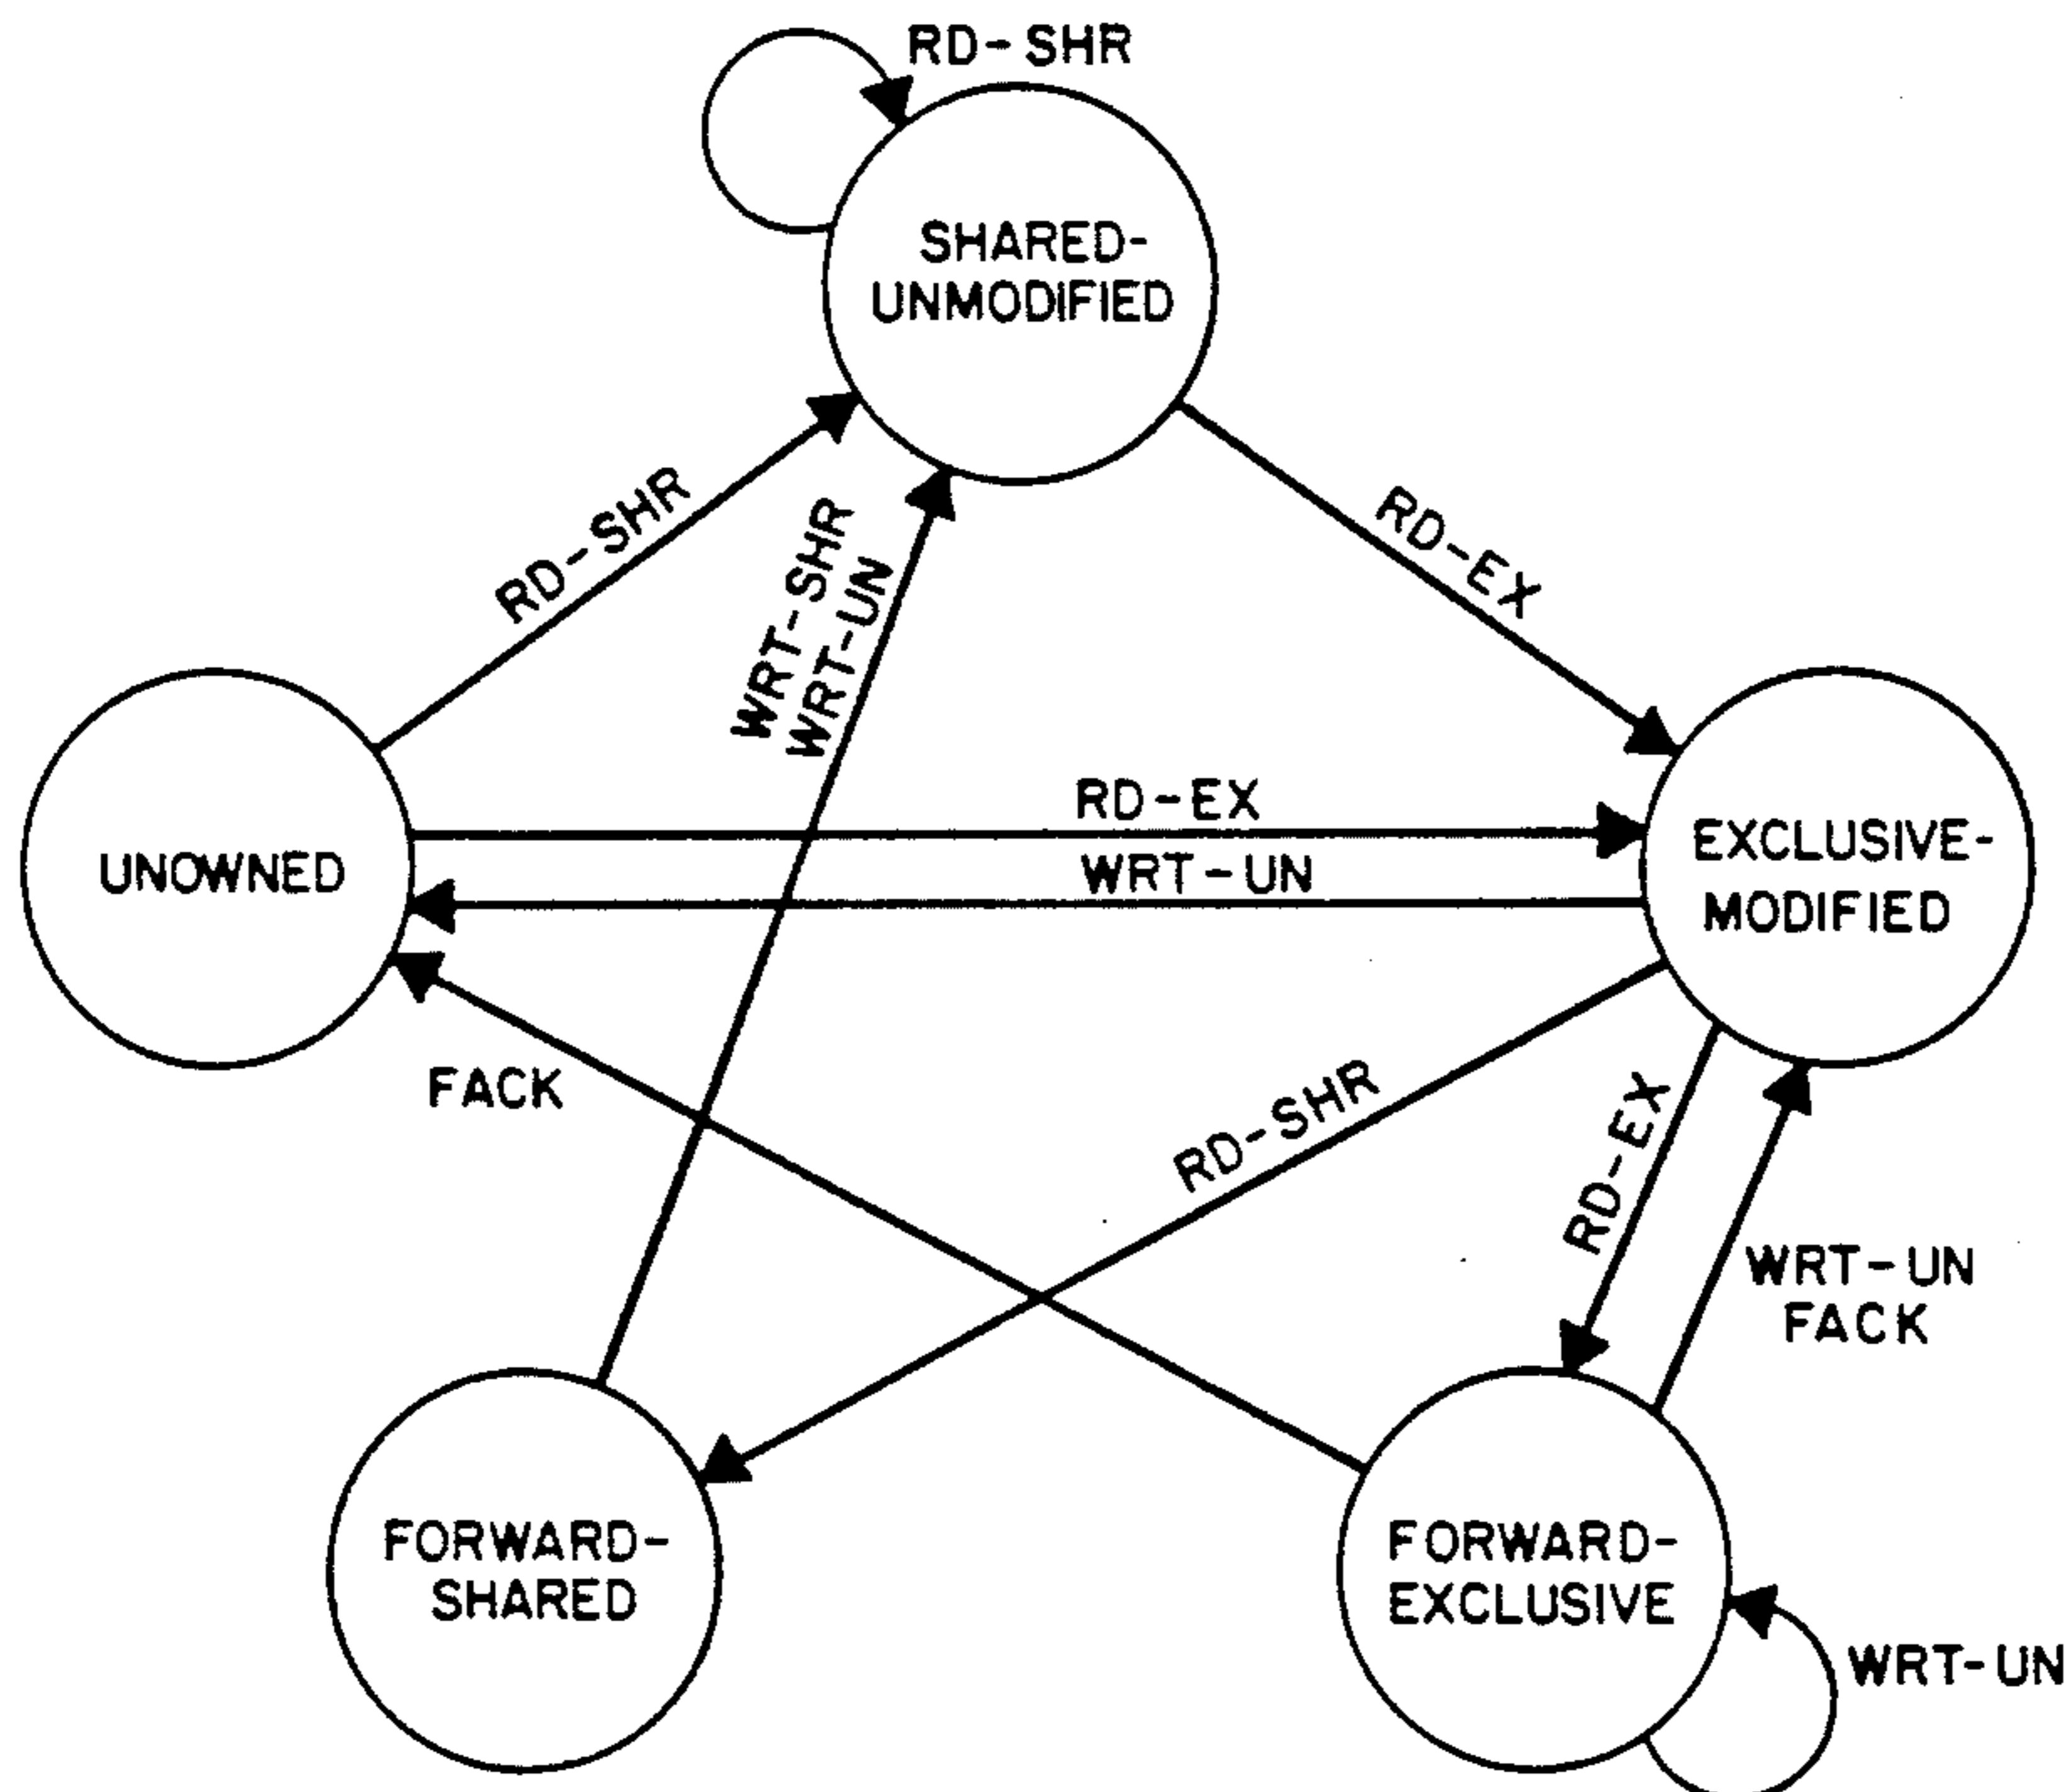 RD-SHR
SHARED-
UNMODIFIED
RD-SHR
WRT-SHR
WRT-UN
RD-EX
UNOWNED
RD-EX
WRT-UN
EXCLUSIVE-
MODIFIED
FACK
RD-SHR
RD-EX
WRT-UN
FACK
FORWARD-
SHARED
FORWARD-
EXCLUSIVE
WRT-UN